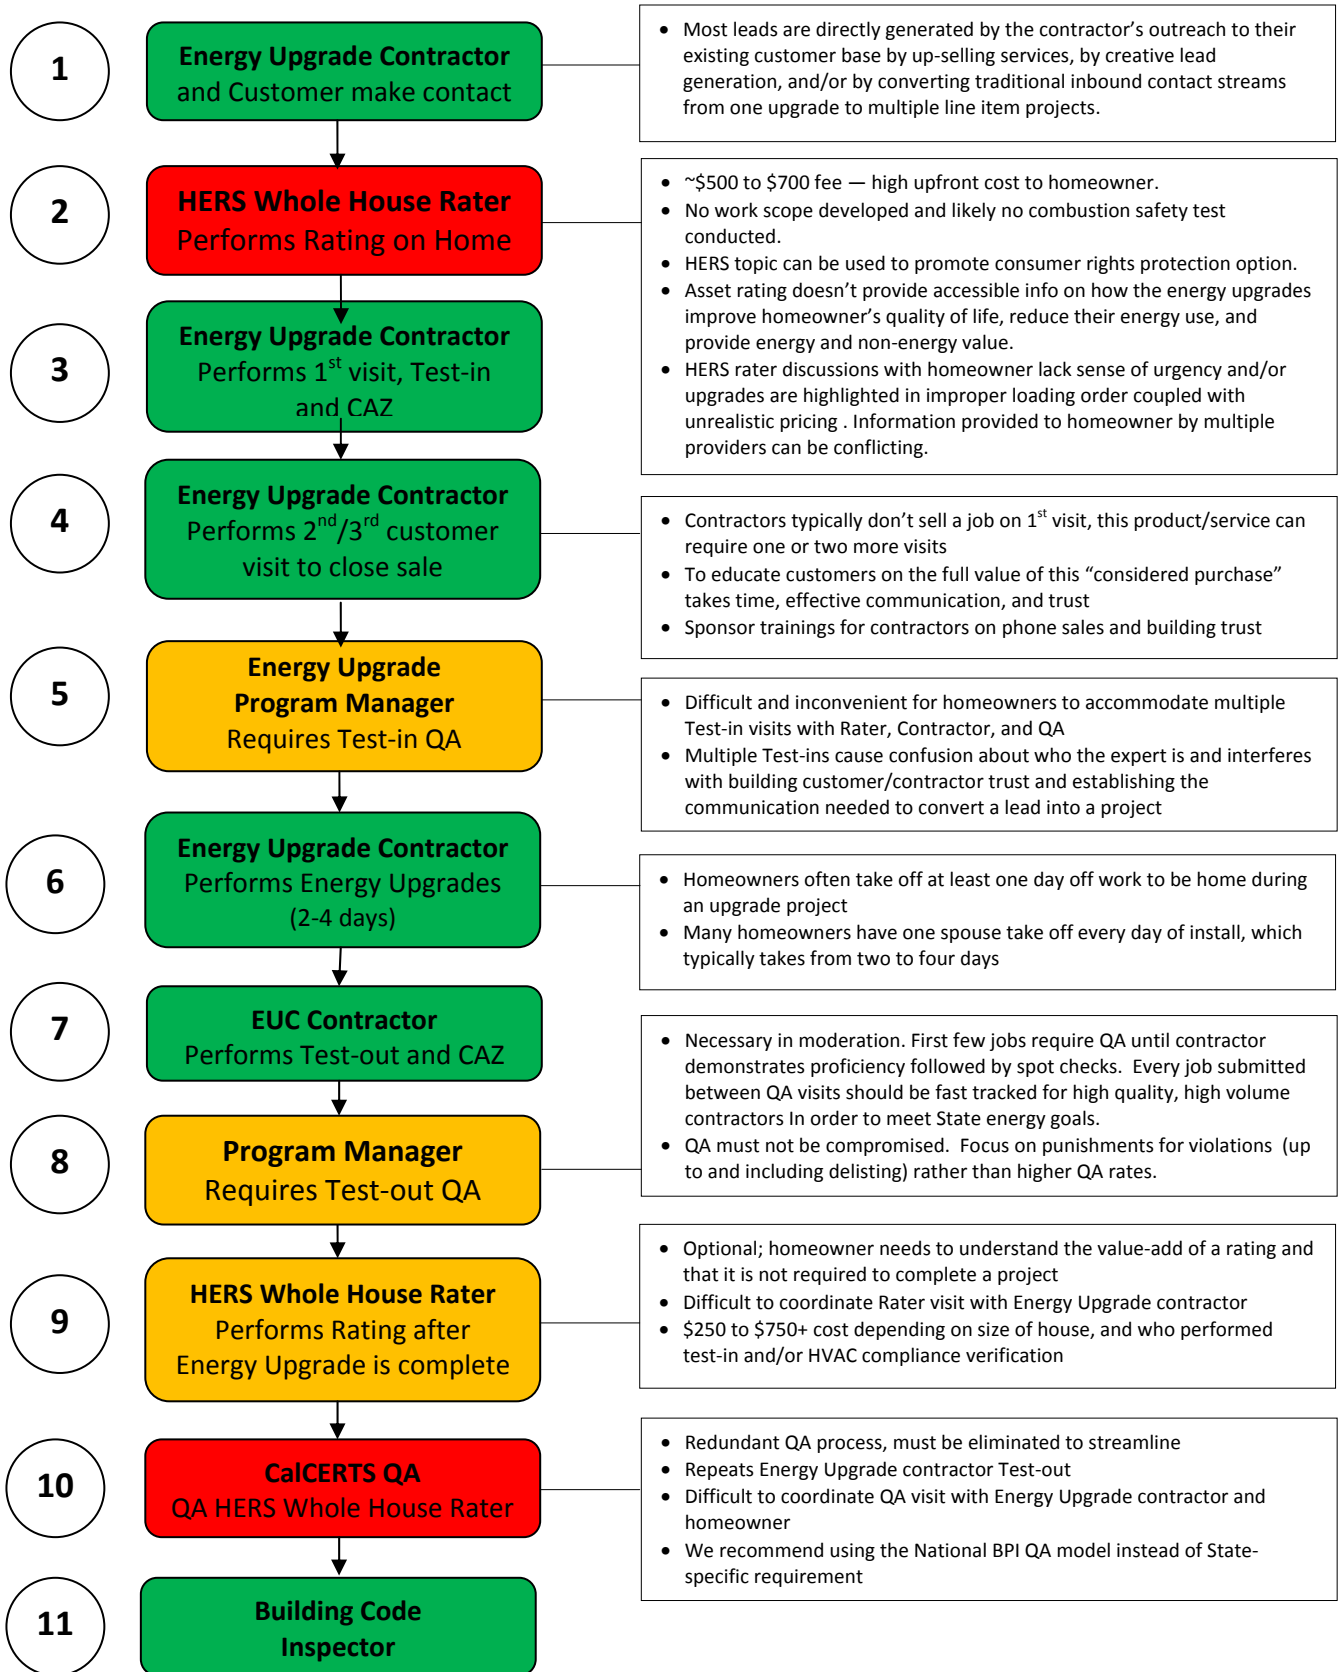 1
Energy Upgrade Contractor
and Customer make contact
• Most leads are directly generated by the contractor’s outreach to their
existing customer base by up-selling services, by creative lead
generation, and/or by converting traditional inbound contact streams
from one upgrade to multiple line item projects.
2
HERS Whole House Rater
Performs Rating on Home
• ~$500 to $700 fee — high upfront cost to homeowner.
• No work scope developed and likely no combustion safety test
conducted.
• HERS topic can be used to promote consumer rights protection option.
• Asset rating doesn’t provide accessible info on how the energy upgrades
improve homeowner’s quality of life, reduce their energy use, and
provide energy and non-energy value.
• HERS rater discussions with homeowner lack sense of urgency and/or
upgrades are highlighted in improper loading order coupled with
unrealistic pricing . Information provided to homeowner by multiple
providers can be conflicting.
3
Energy Upgrade Contractor
Performs 1st visit, Test-in
and CAZ
4
Energy Upgrade Contractor
Performs 2nd/3rd customer
visit to close sale
• Contractors typically don’t sell a job on 1st visit, this product/service can
require one or two more visits
• To educate customers on the full value of this “considered purchase”
takes time, effective communication, and trust
• Sponsor trainings for contractors on phone sales and building trust
5
Energy Upgrade
Program Manager
Requires Test-in QA
• Difficult and inconvenient for homeowners to accommodate multiple
Test-in visits with Rater, Contractor, and QA
• Multiple Test-ins cause confusion about who the expert is and interferes
with building customer/contractor trust and establishing the
communication needed to convert a lead into a project
6
Energy Upgrade Contractor
Performs Energy Upgrades
(2-4 days)
• Homeowners often take off at least one day off work to be home during
an upgrade project
• Many homeowners have one spouse take off every day of install, which
typically takes from two to four days
7
EUC Contractor
Performs Test-out and CAZ
8
Program Manager
Requires Test-out QA
• Necessary in moderation. First few jobs require QA until contractor
demonstrates proficiency followed by spot checks.  Every job submitted
between QA visits should be fast tracked for high quality, high volume
contractors In order to meet State energy goals.
• QA must not be compromised.  Focus on punishments for violations  (up
to and including delisting) rather than higher QA rates.
9
HERS Whole House Rater
Performs Rating after
Energy Upgrade is complete
• Optional; homeowner needs to understand the value-add of a rating and
that it is not required to complete a project
• Difficult to coordinate Rater visit with Energy Upgrade contractor
• $250 to $750+ cost depending on size of house, and who performed
test-in and/or HVAC compliance verification
10
CalCERTS QA
QA HERS Whole House Rater
• Redundant QA process, must be eliminated to streamline
• Repeats Energy Upgrade contractor Test-out
• Difficult to coordinate QA visit with Energy Upgrade contractor and
homeowner
• We recommend using the National BPI QA model instead of State-
specific requirement
11
Building Code
Inspector